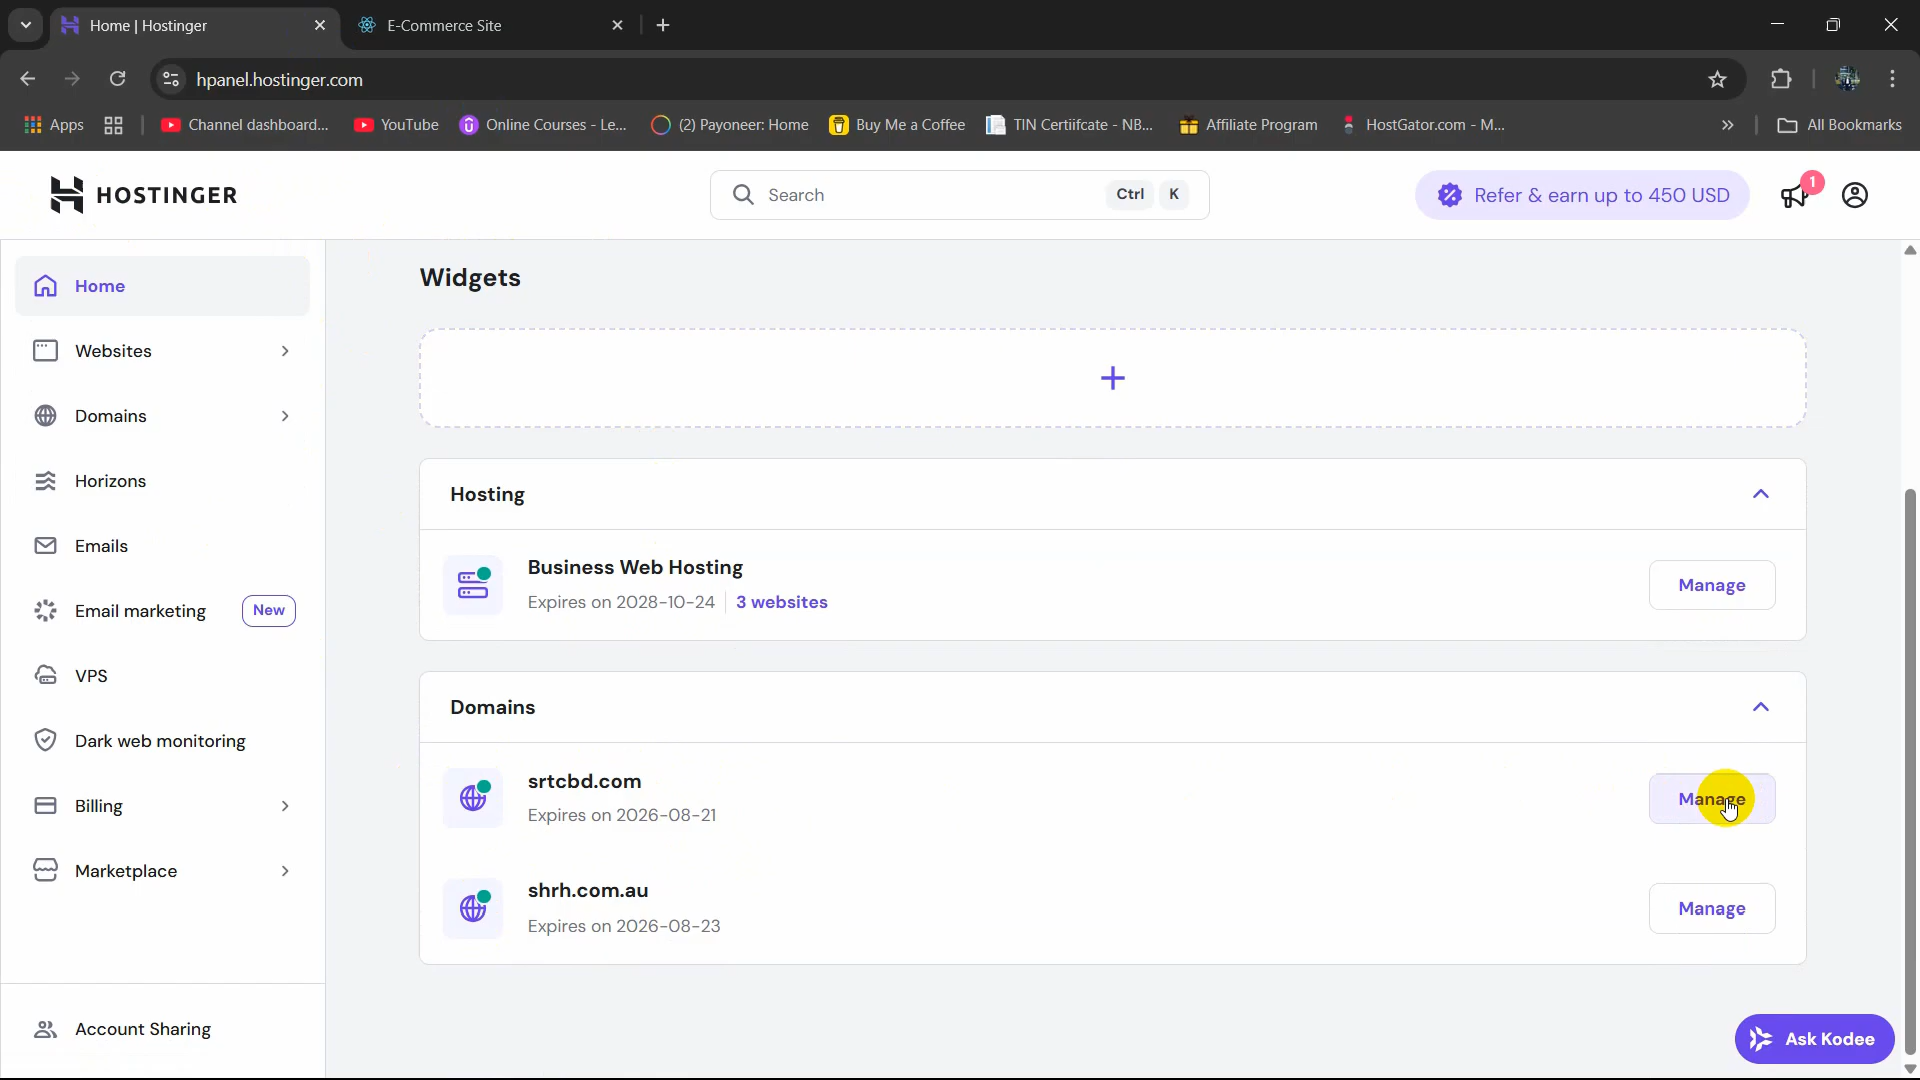 Home | Hostinger
E-Commerce Site
hpanel.hostinger.com
Apps
Channel dashboard...
YouTube
Online Courses - Le...
(2) Payoneer: Home
Buy Me a Coffee
TIN Certiifcate - NB...
Affiliate Program
HostGator.com - M...
All Bookmarks
HOSTINGER
Search
Ctrl
K
Refer & earn up to 450 USD
1
Home
Websites
Domains
Horizons
Emails
Email marketing
New
VPS
Dark web monitoring
Billing
Marketplace
Account Sharing
Widgets
Hosting
Business Web Hosting
Expires on 2028-10-24
3 websites
Manage
Domains
srtcbd.com
Expires on 2026-08-21
Manage
shrh.com.au
Expires on 2026-08-23
Manage
Ask Kodee